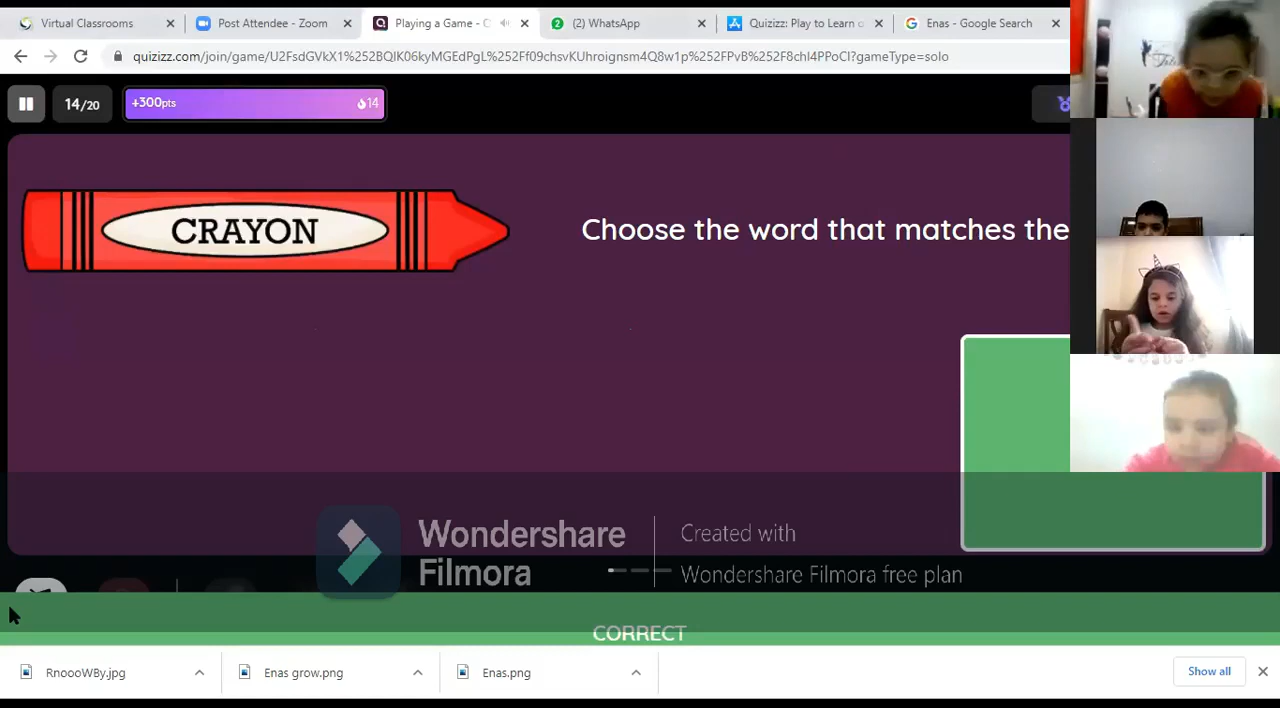 Virtual Classrooms
Post Attendee - Zoom
Playing a Game - Q
(2) WhatsApp
Quizizz: Play to Learn o
Enas - Google Search
quizizz.com/join/game/U2FsdGVkX1%252BQlK06kyMG5dPgL%252Ff09chsvKUhroignsm4Q8w1p%252FPvB%252F8chl4PPoCl?gameType=solo
14/20
+300pts
14
CRAYON
Choose the word that matches the
Wondershare
Filmora
Created with
Wondershare Filmora free plan
CORRECT
RnoooWBy.jpg
Enas grow.png
Enas.png
Show all